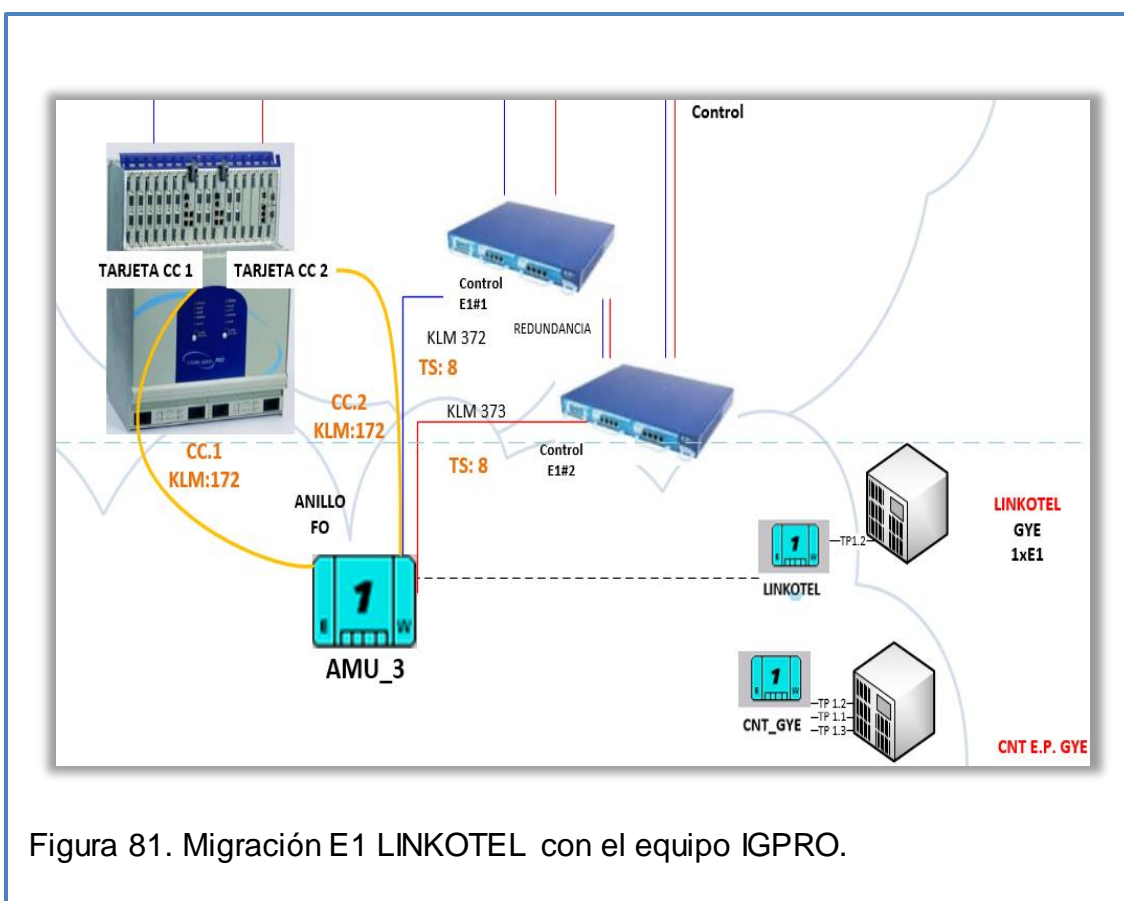 Control
TARJETA CC 1
TARJETA CC 2
Control
E1#1
REDUNDANCIA
KLM 372
TS: 8
CC.2
KLM:172
KLM 373
CC.1
KLM:172
TS: 8
Control
E1#2
ANILLO
FO
1
E
W
AMU_3
1
E
W
TP1.2
LINKOTEL
LINKOTEL
GYE
1xE1
1
E
W
CNT_GYE
TP 1.2
TP 1.1
TP 1.3
CNT E.P. GYE
Figura 81. Migración E1 LINKOTEL con el equipo IGPRO.